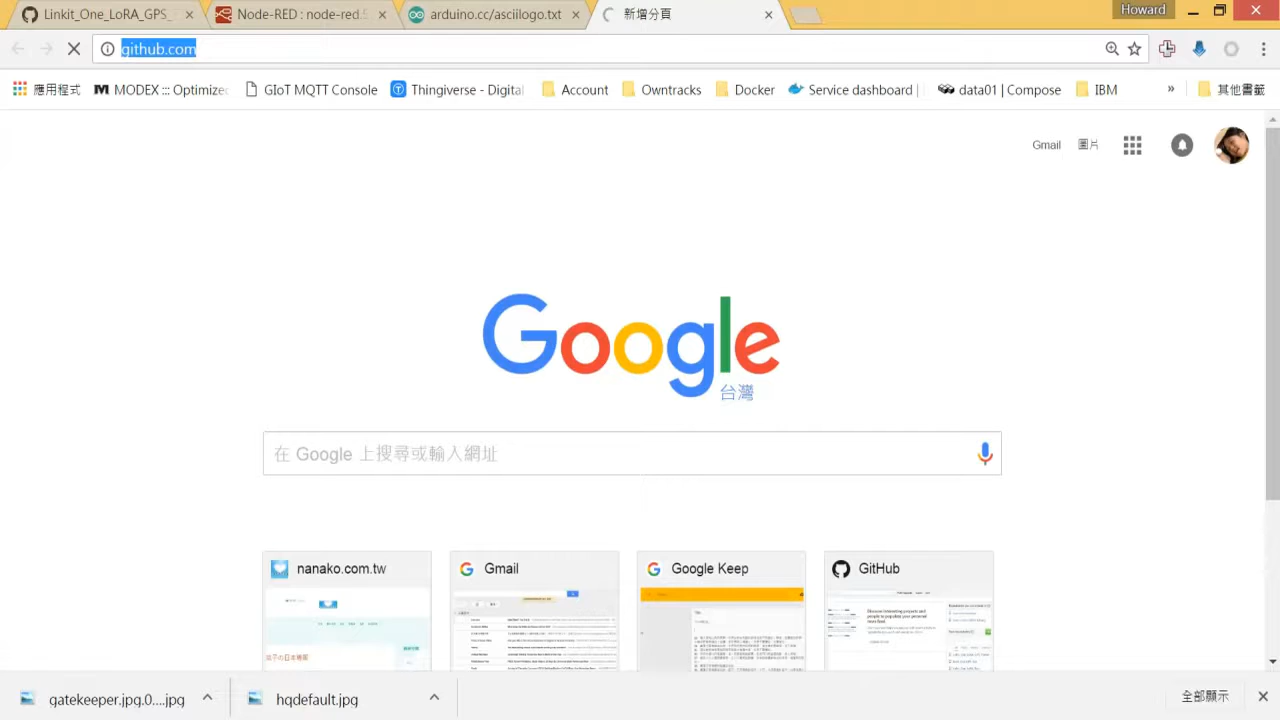 Linkit_One_LoRA_GPS_
Node-RED : node-red.
arduino.cc/asciilogo.txt
新增分頁
Howard
github.com
應用程式
MODEX ::: Optimize
GIoT MQTT Console
Thingiverse - Digita
Account
Owntracks
Docker
Service dashboard |
data01 | Compose
IBM
»
其他書籤
Gmail
圖片
Google
台灣
在 Google 上搜尋或輸入網址
nanako.com.tw
Gmail
Google Keep
GitHub
gatekeeper.jpg.0....jpg
hqdefault.jpg
全部顯示